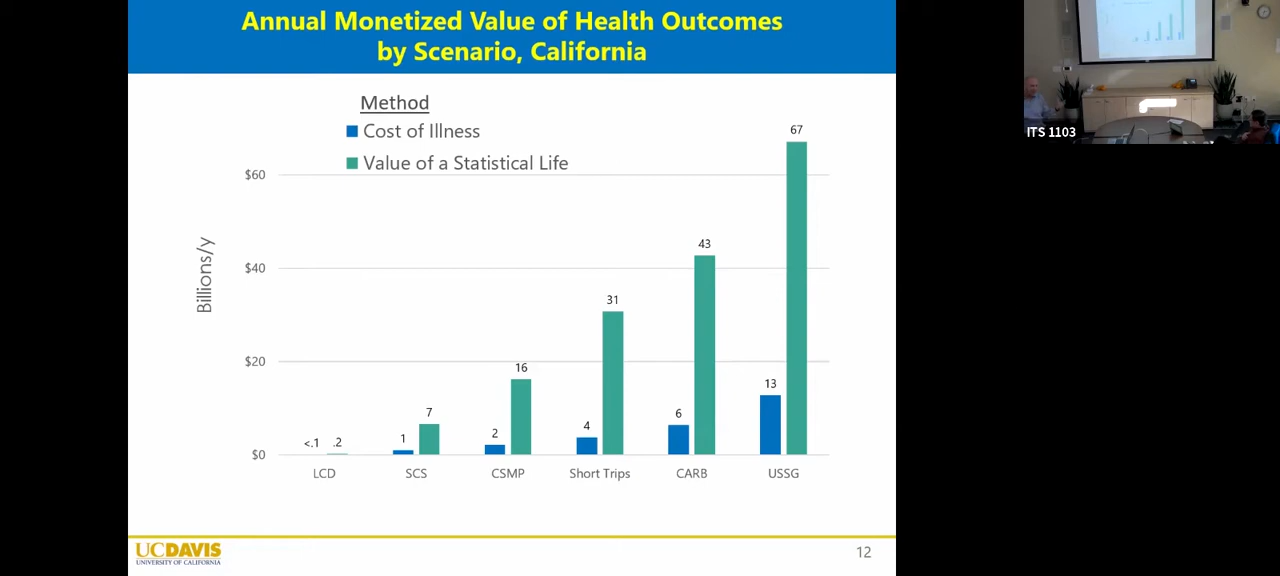 Annual Monetized Value of Health Outcomes
by Scenario, California
Method
Cost of Illness
Value of a Statistical Life
Billions/y
$60
$40
$20
$0
<.1 .2
1 7
2 16
4 31
6 43
13 67
LCD SCS CSMP Short Trips CARB USSG
UCDAVIS
UNIVERSITY OF CALIFORNIA
12
ITS 1103